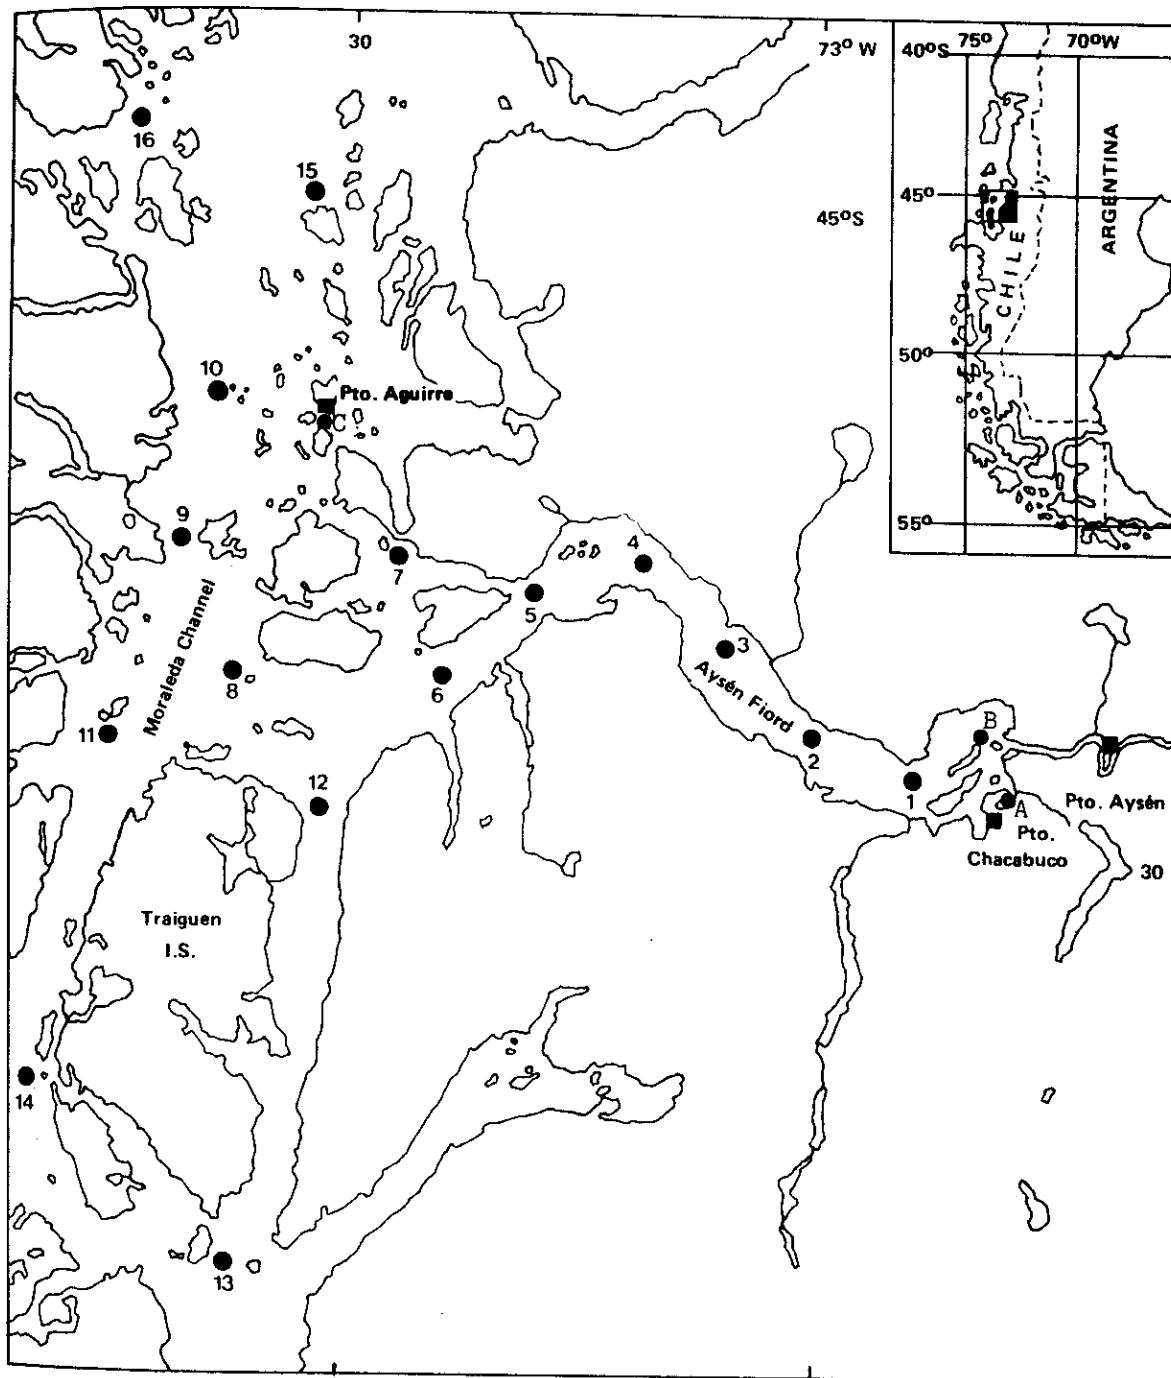 30
73° W
75°
70°W
40°S
16
15
ARGENTINA
45°
45°S
CHILE
10
Pto. Aguirre
C
50°
9
55°
4
7
5
3
Moraleda Channel
8
6
Aysén Fiord
11
B
2
12
1
A
Pto. Aysén
Pto.
Chacabuco
30
Traiguen
I.S.
14
13